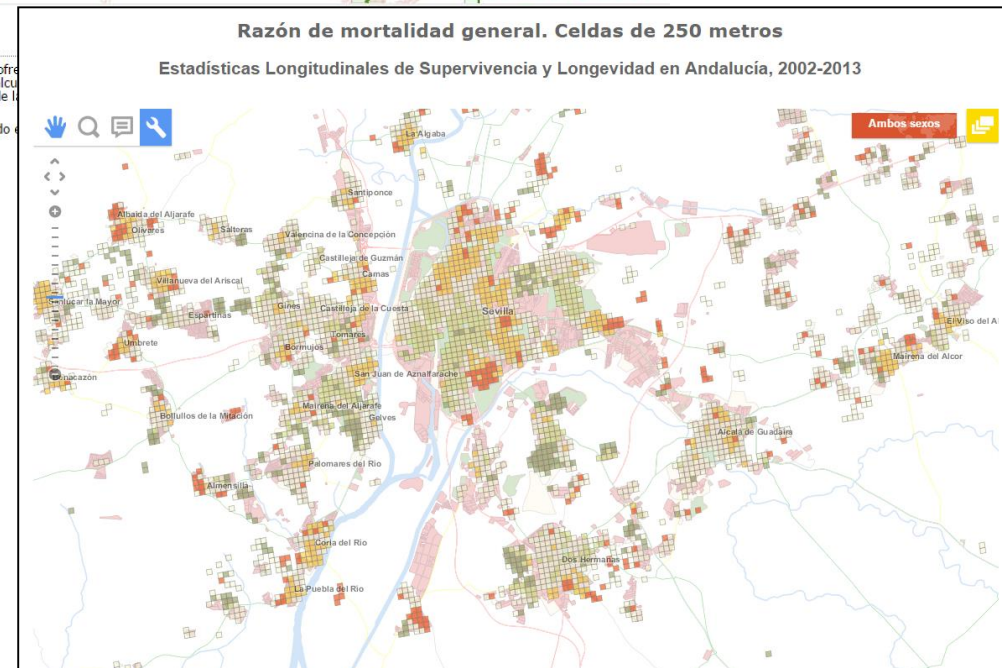 Razón de mortalidad general. Celdas de 250 metros
Estadísticas Longitudinales de Supervivencia y Longevidad en Andalucía, 2002-2013
Ambos sexos
La Algaba
Santiponce
Albaida del Aljarafe
Olivares
Salteras
Valencina de la Concepción
Castilleja de Guzmán
Camas
Villanueva del Ariscal
Sanlúcar la Mayor
Gines
Castilleja de la Cuesta
Sevilla
Espartinas
El Viso del A
Umbrete
Tomares
Bormujos
Mairena del Alcor
San Juan de Aznalfarache
Benacazón
Mairena del Aljarafe
Bollullos de la Mitación
Gelves
Alcalá de Guadaíra
Palomares del Río
Almensilla
Coria del Río
Dos Hermanas
La Puebla del Río